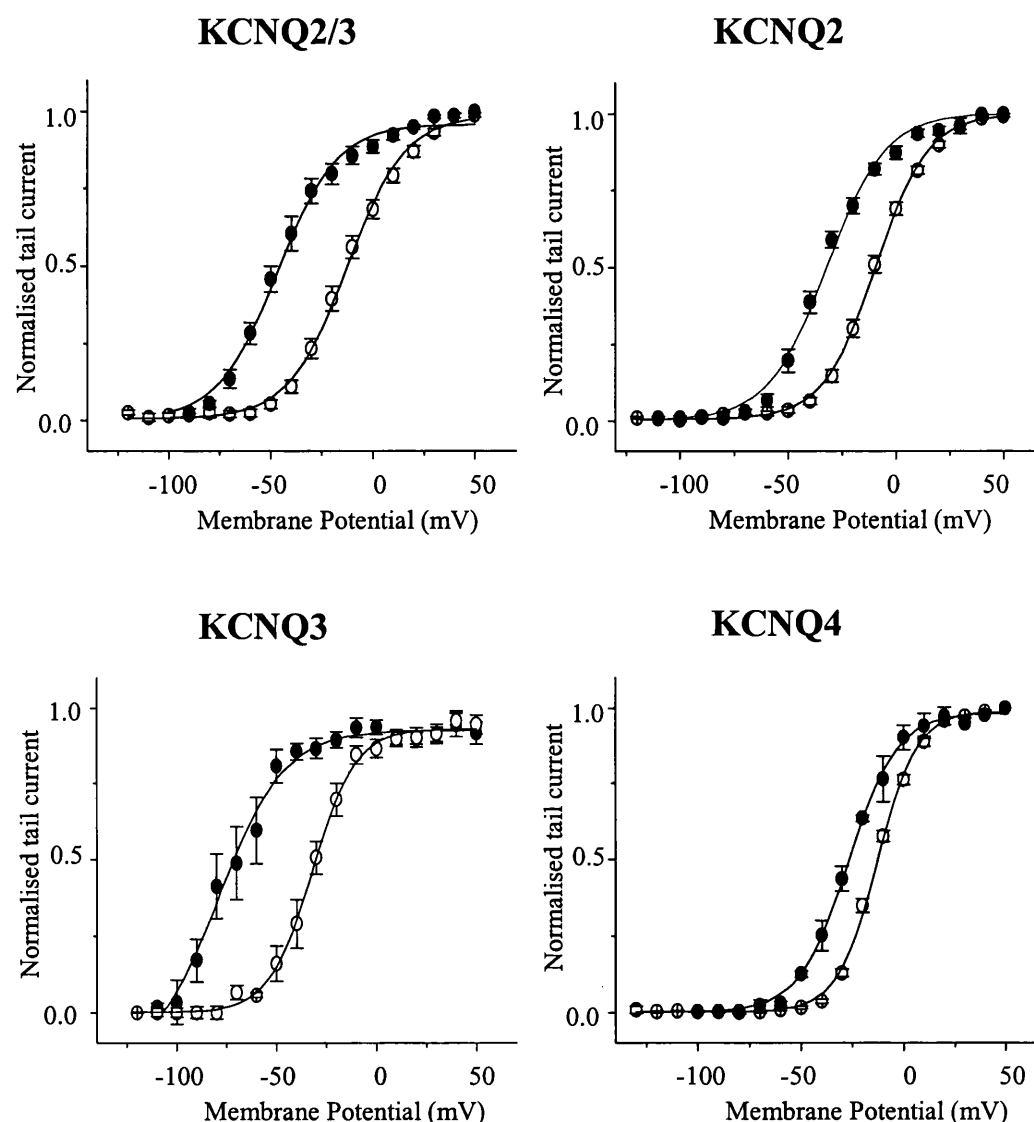 KCNQ2/3
KCNQ2
1.0
0.5
0.0
Normalised tail current
-100 -50 0 50
Membrane Potential (mV)
1.0
0.5
0.0
Normalised tail current
-100 -50 0 50
Membrane Potential (mV)
KCNQ3
KCNQ4
1.0
0.5
0.0
Normalised tail current
-100 -50 0 50
Membrane Potential (mV)
1.0
0.5
0.0
Normalised tail current
-100 -50 0 50
Membrane Potential (mV)